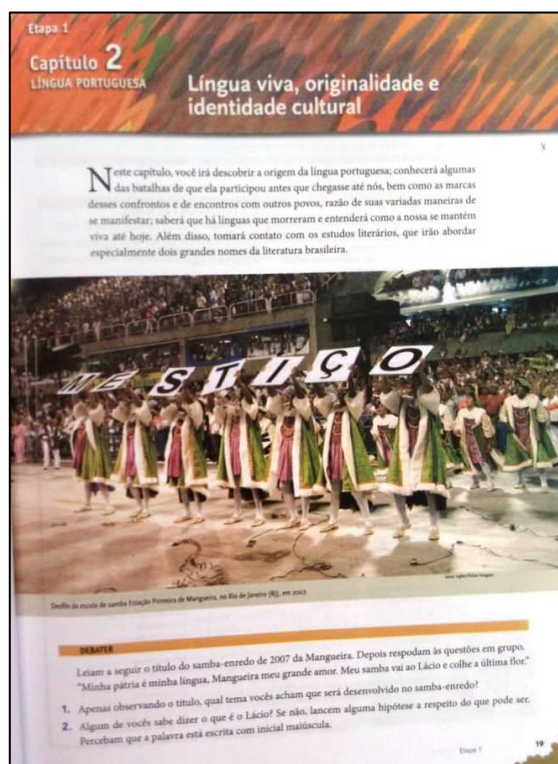 Etapa 1
Capítulo 2
LÍNGUA PORTUGUESA
Língua viva, originalidade e
identidade cultural
Neste capítulo, você irá descobrir a origem da língua portuguesa; conhecerá algumas
das batalhas de que ela participou antes que chegasse até nós, bem como as marcas
desses confrontos e de encontros com outros povos, razão de suas variadas maneiras de
se manifestar; saberá que há línguas que morreram e entenderá como a nossa se mantém
viva até hoje. Além disso, tomará contato com os estudos literários, que irão abordar
especialmente dois grandes nomes da literatura brasileira.
MESTIÇO
Desfile da escola de samba Estação Primeira de Mangueira, no Rio de Janeiro (RJ), em 2007.
DEBATER
Leiam a seguir o título do samba-enredo de 2007 da Mangueira. Depois respodam às questões em grupo.
"Minha pátria é minha língua, Mangueira meu grande amor. Meu samba vai ao Lácio e colhe a última flor."
1. Apenas observando o título, qual tema vocês acham que será desenvolvido no samba-enredo?
2. Algum de vocês sabe dizer o que é o Lácio? Se não, lancem alguma hipótese a respeito do que pode ser.
Percebam que a palavra está escrita com inicial maiúscula.
Etapa 1
19